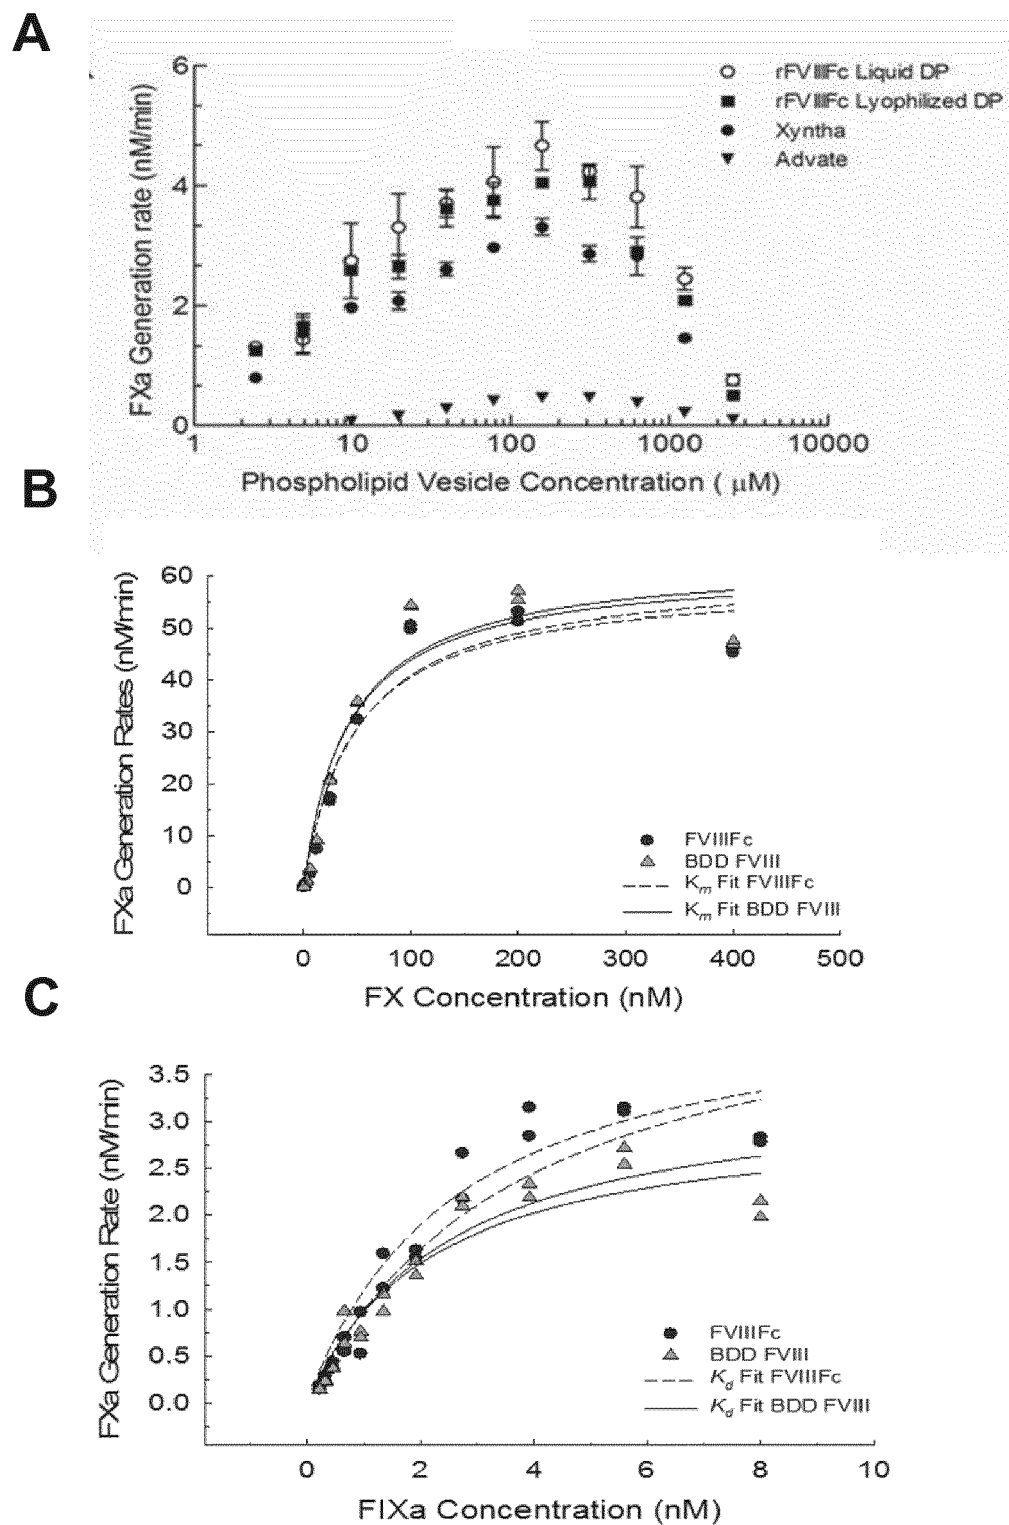 A
6
4
2
0
FXa Generation rate (nM/min)
rFVIIIFc Liquid DP
rFVIIIFc Lyophilized DP
Xyntha
Advate
1 10 100 1000 10000
Phospholipid Vesicle Concentration ( μM)
B
60
50
40
30
20
10
0
FXa Generation Rates (nM/min)
FVIIIFc
BDD FVIII
Km Fit FVIIIFc
Km Fit BDD FVIII
0 100 200 300 400 500
FX Concentration (nM)
C
3.5
3.0
2.5
2.0
1.5
1.0
0.5
0.0
FXa Generation Rate (nM/min)
FVIIIFc
BDD FVIII
Kd Fit FVIIIFc
Kd Fit BDD FVIII
0 2 4 6 8 10
FIXa Concentration (nM)